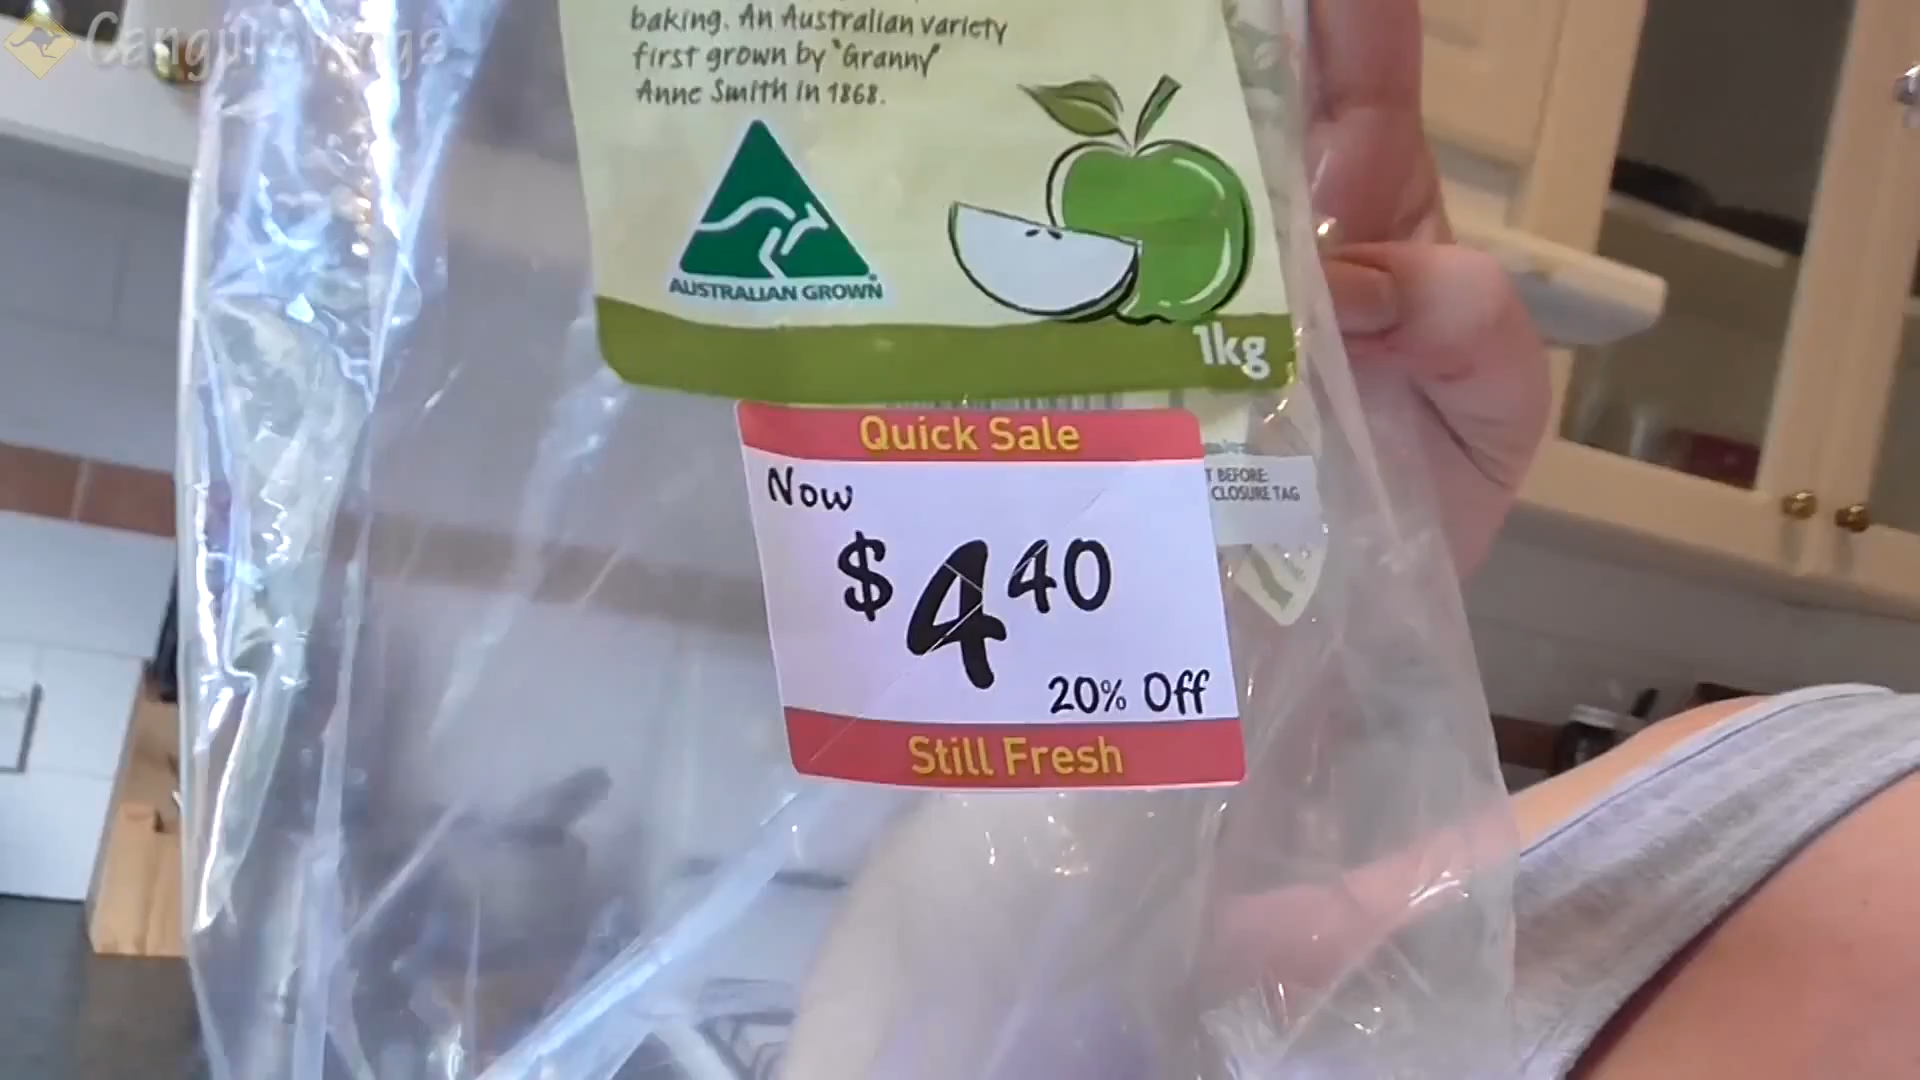 baking. An Australian variety
first grown by "Granny"
Anne Smith in 1868.
AUSTRALIAN GROWN
1kg
Quick Sale
Now
$4 40
20% Off
Still Fresh
BEFORE:
CLOSURE TAG